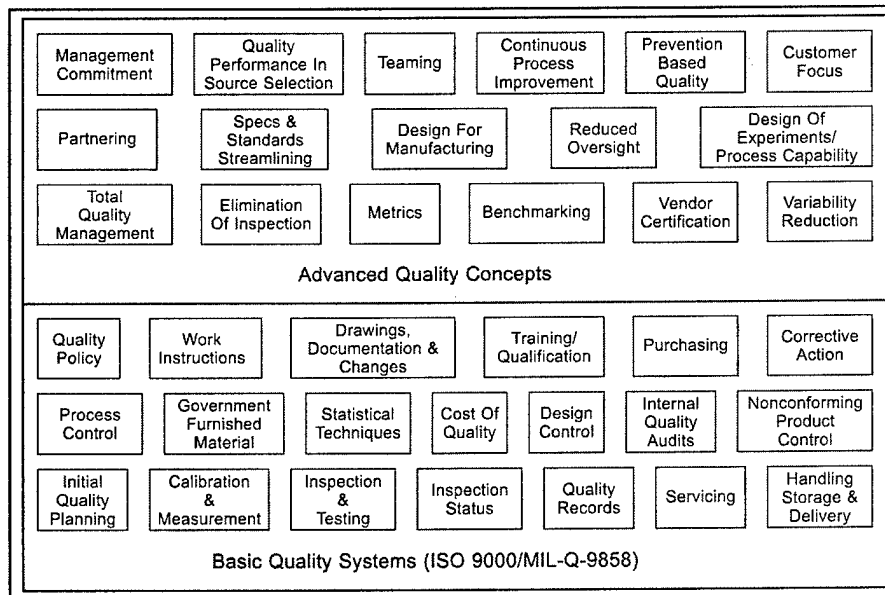 Management
Commitment
Quality
Performance In
Source Selection
Teaming
Continuous
Process
Improvement
Prevention
Based
Quality
Customer
Focus
Partnering
Specs &
Standards
Streamlining
Design For
Manufacturing
Reduced
Oversight
Design Of
Experiments/
Process Capability
Total
Quality
Management
Elimination
Of Inspection
Metrics
Benchmarking
Vendor
Certification
Variability
Reduction
Advanced Quality Concepts
Quality
Policy
Work
Instructions
Drawings,
Documentation &
Changes
Training/
Qualification
Purchasing
Corrective
Action
Process
Control
Government
Furnished
Material
Statistical
Techniques
Cost Of
Quality
Design
Control
Internal
Quality
Audits
Nonconforming
Product
Control
Initial
Quality
Planning
Calibration
&
Measurement
Inspection
&
Testing
Inspection
Status
Quality
Records
Servicing
Handling
Storage &
Delivery
Basic Quality Systems (ISO 9000/MIL-Q-9858)